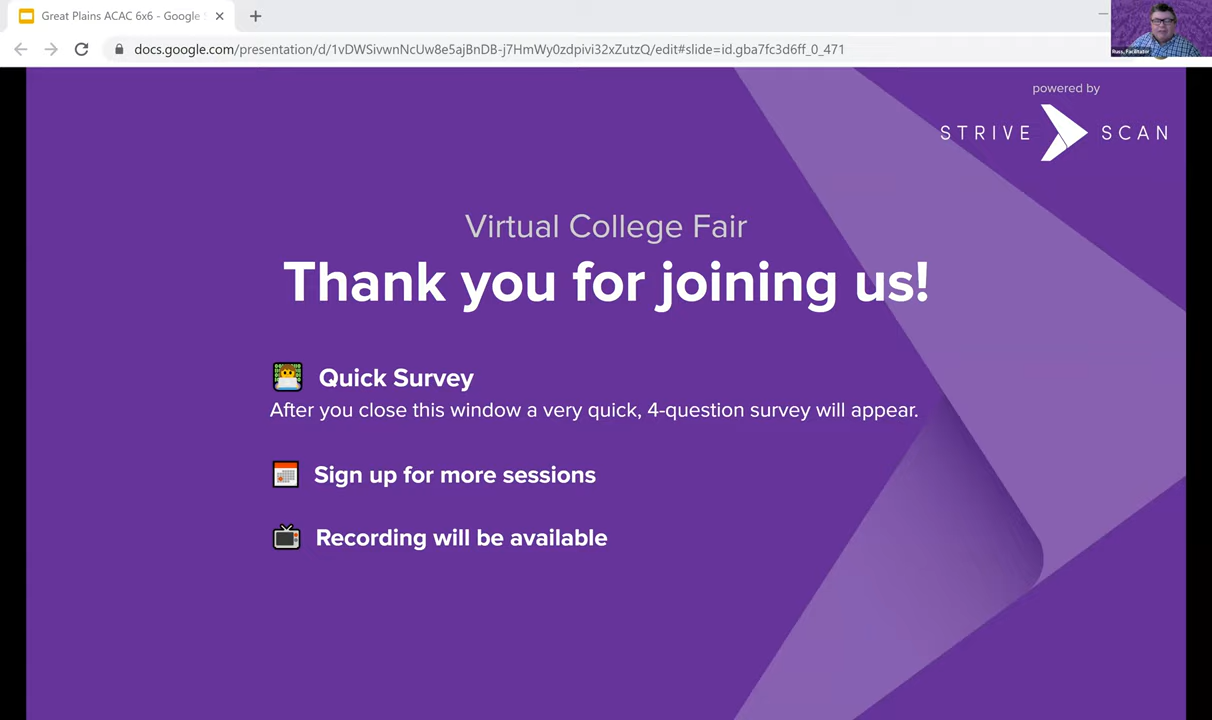 Great Plains ACAC 6x6 - Google S
docs.google.com/presentation/d/1vDWSivwnNcUw8e5ajBnDB-j7HmWy0zdpivi32xZutzQ/edit#slide=id.gba7fc3d6ff_0_471
Russ, Facilitator
powered by
STRIVE SCAN
Virtual College Fair
Thank you for joining us!
Quick Survey
After you close this window a very quick, 4-question survey will appear.
Sign up for more sessions
Recording will be available